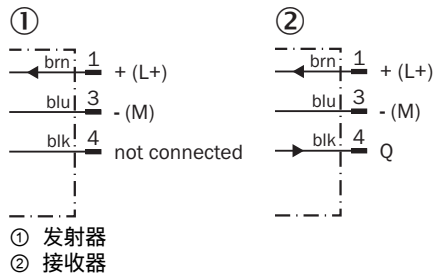 ① ②
brn 1 + (L+) brn 1 + (L+)
blu 3 - (M) blu 3 - (M)
blk 4 not connected blk 4 Q
① 发射器
② 接收器